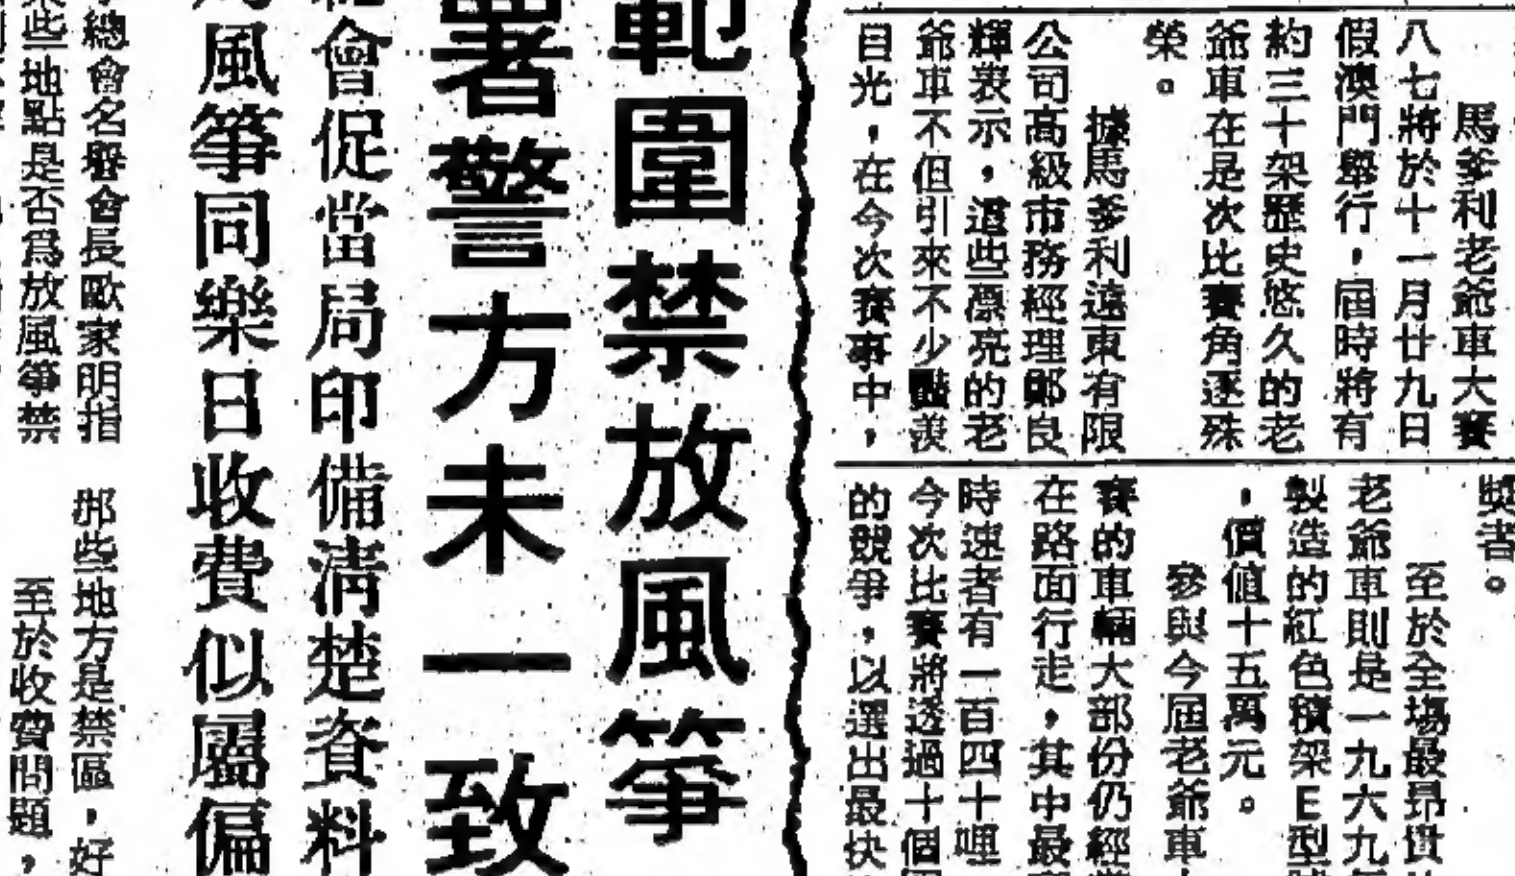 馬爹利老爺車大賽
八七將於十一月廿九日
假澳門舉行，屆時將有
約三十架歷史悠久的老
爺車在是次比賽角逐殊
榮。
據馬爹利遠東有限
公司高級市務經理鄭良
輝表示，這些漂亮的老
爺車不但引來不少豔羨
目光，在今次賽事中，
獎者。
至於全場最昂貴
老爺車則是一九六九
製造的紅色積架E型
，價值十五萬元。
參與今屆老爺車
賽的車輛大部份仍經常
在路面行走，其中最
時速者有一百四十哩
今次比賽將透過十個
的競爭，以選出最快
範圍禁放風箏
署警方未一致
會促當局印備清楚資料
風箏同樂日收費似屬偏
總會名譽會長歐家明指
些地點是否為放風箏禁
那些地方是禁區，好
至於收費問題，